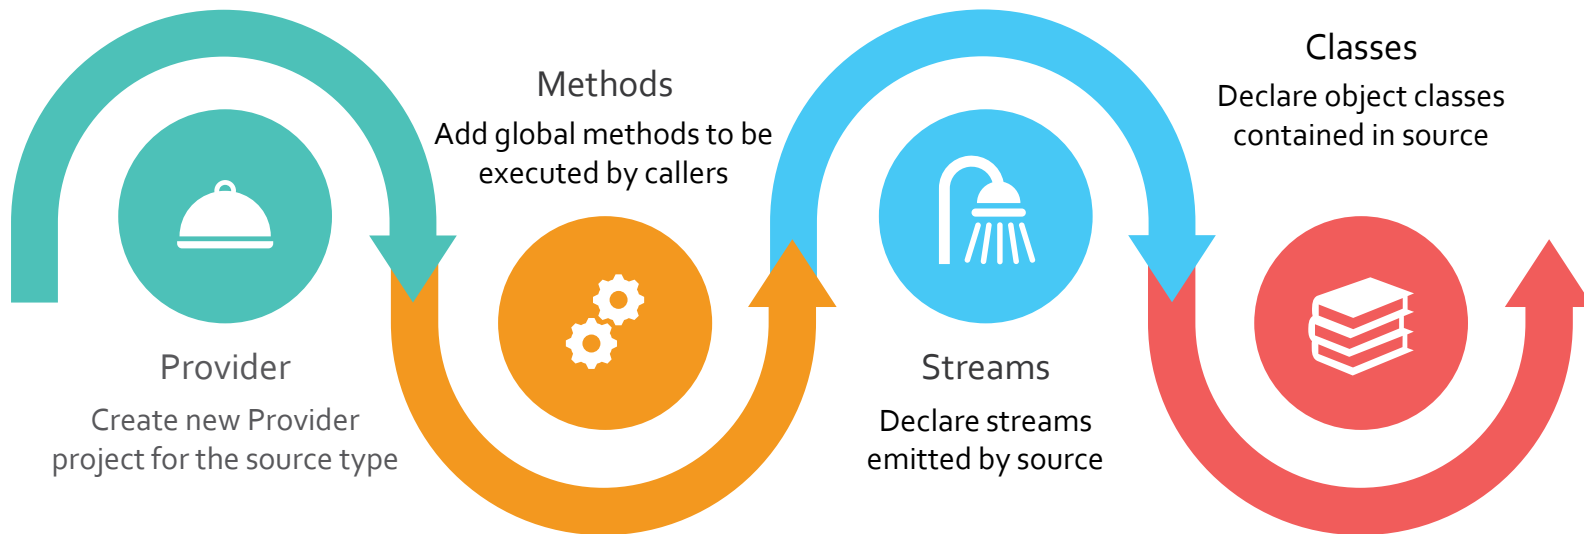 Provider
Create new Provider
project for the source type
Methods
Add global methods to be
executed by callers
Streams
Declare streams
emitted by source
Classes
Declare object classes
contained in source